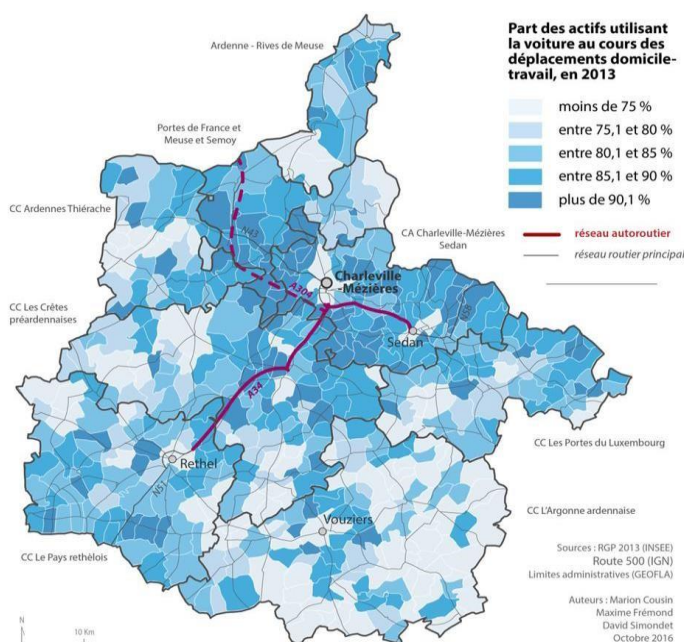 Part des actifs utilisant
la voiture au cours des
déplacements domicile-
travail, en 2013
moins de 75 %
entre 75,1 et 80 %
entre 80,1 et 85 %
entre 85,1 et 90 %
plus de 90,1 %
réseau autoroutier
réseau routier principal
Ardenne - Rives de Meuse
Portes de France et
Meuse et Semoy
CC Ardennes Thiérache
CA Charleville-Mézières
Sedan
N43
A304
Charleville
-Mézières
CC Les Crêtes
préardennaises
N58
Sedan
A34
CC Les Portes du Luxembourg
Rethel
N51
CC L'Argonne ardennaise
Vouziers
CC Le Pays rethélois
Sources : RGP 2013 (INSEE)
Route 500 (IGN)
Limites administratives (GEOFLA)
Auteurs : Marion Cousin
Maxime Frémond
David Simondet
Octobre 2016
N
10 Km